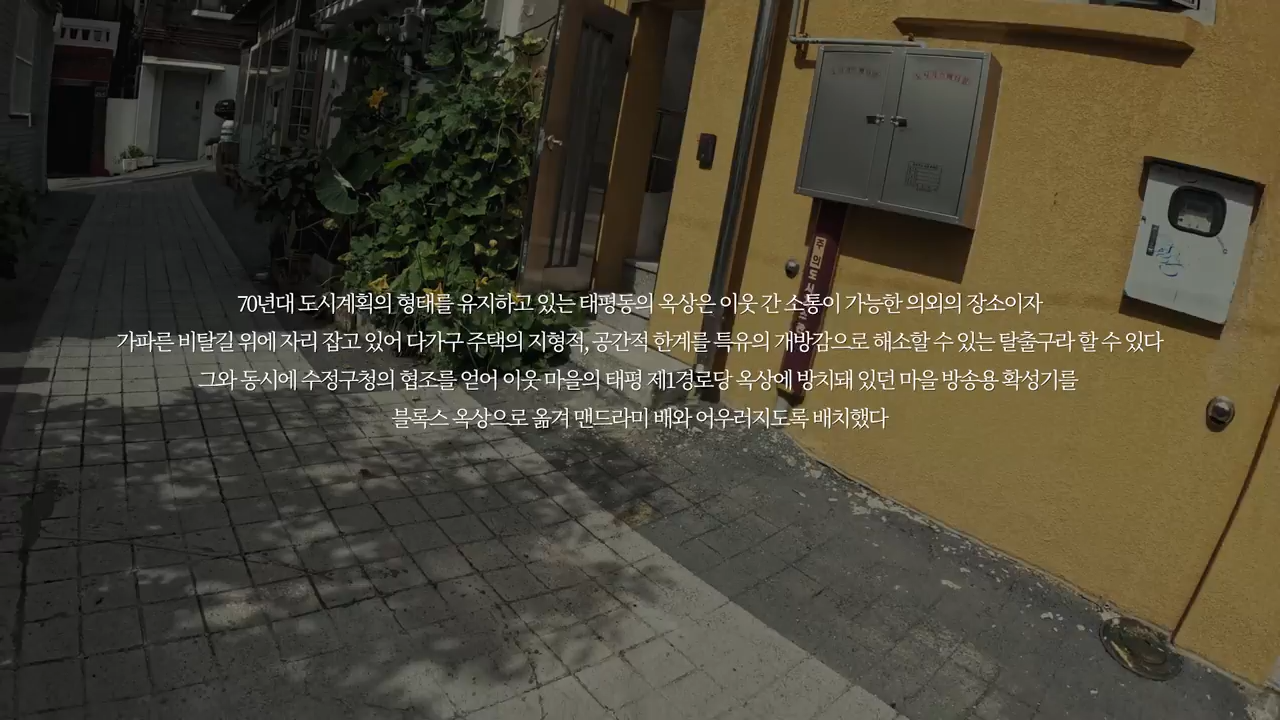 70년대 도시계획의 형태를 유지하고 있는 태평동의 옥상은 이웃 간 소통이 가능한 의외의 장소이자
가파른 비탈길 위에 자리 잡고 있어 다가구 주택의 지형적, 공간적 한계를 특유의 개방감으로 해소할 수 있는 탈출구라 할 수 있다
그와 동시에 수정구청의 협조를 얻어 이웃 마을의 태평 제1경로당 옥상에 방치돼 있던 마을 방송용 확성기를
블록스 옥상으로 옮겨 맨드라미 배와 어우러지도록 배치했다
주의도